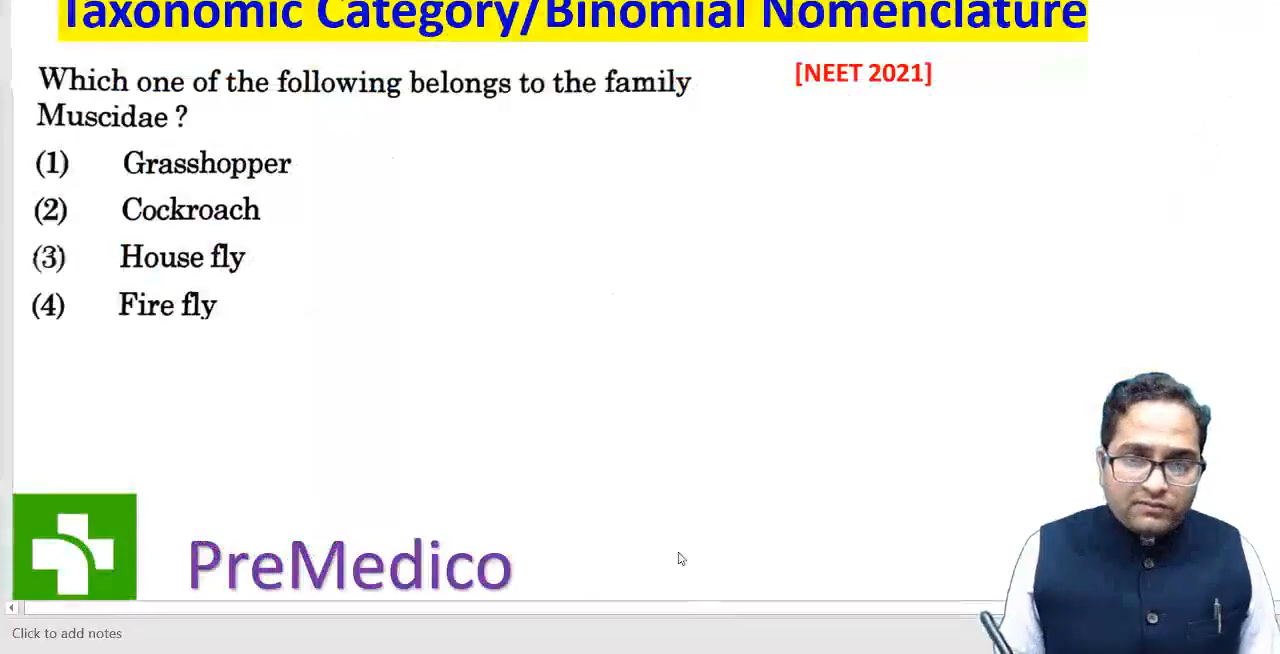 Taxonomic Category/Binomial Nomenclature
Which one of the following belongs to the family
[NEET 2021]
Muscidae ?
(1) Grasshopper
(2) Cockroach
(3) House fly
(4) Fire fly
PreMedico
Click to add notes